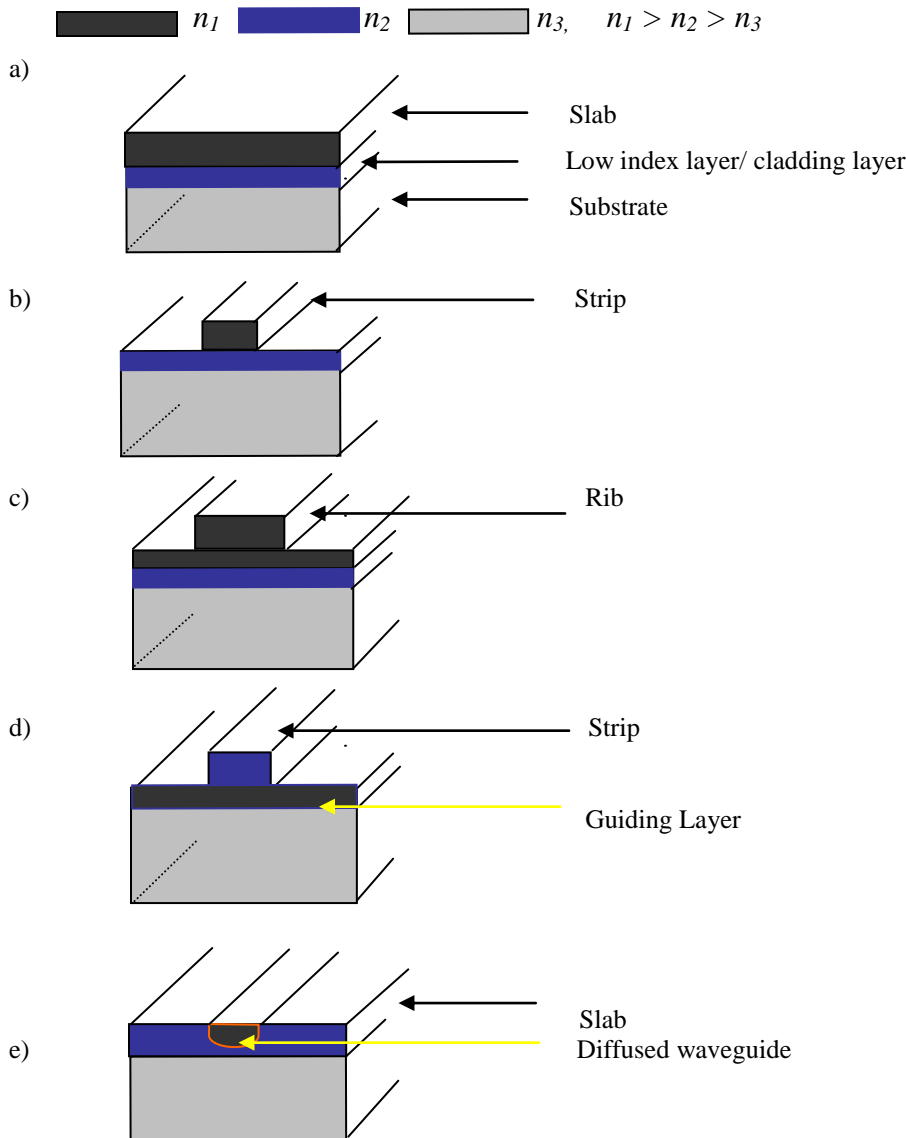 n1 n2 n3, n1 > n2 > n3
a)
Slab
Low index layer/ cladding layer
Substrate
b)
Strip
c)
Rib
d)
Strip
Guiding Layer
Slab
e)
Diffused waveguide